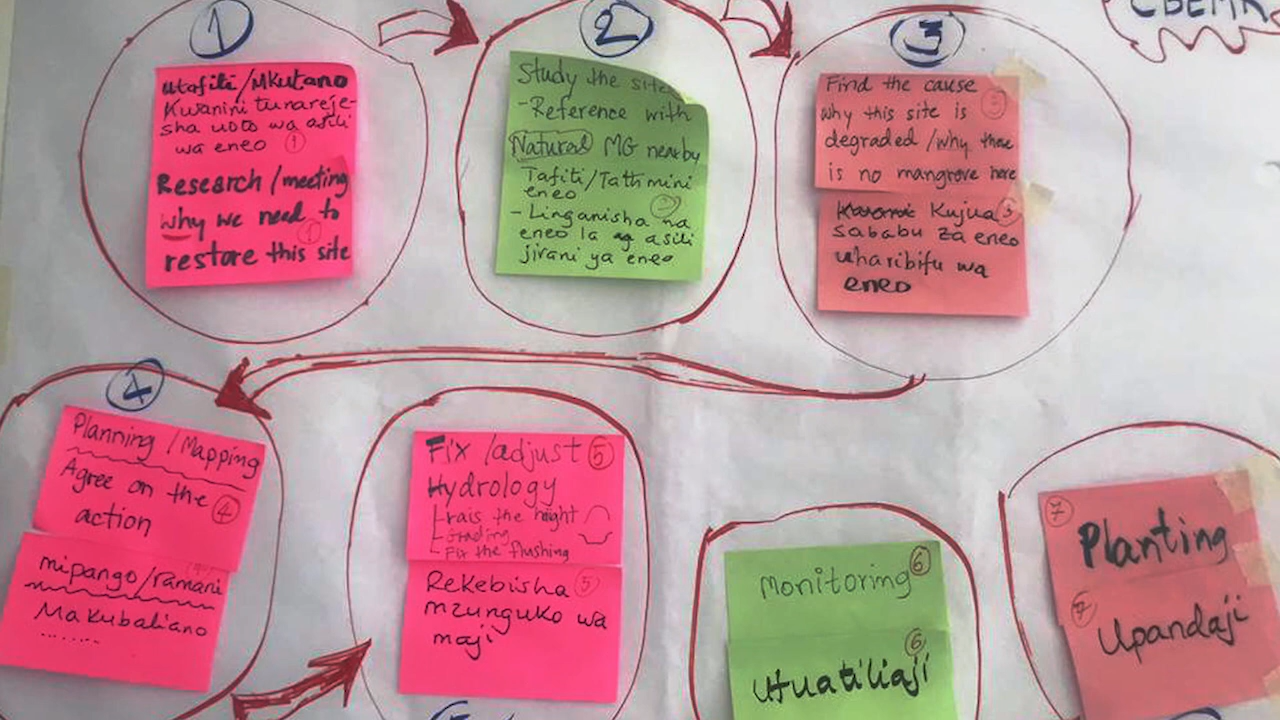 1
2
3
CBEMR
Utafiti/Mkutano
Kwanini tunareje-
sha uoto wa asili
wa eneo 1
Research/meeting
why we need to
restore this site
1
Study the site
-Reference with
Natural MG nearby
Tafiti/Tathmini
eneo 2
- Linganisha na
eneo la asili
jirani ya eneo
Find the cause
why this site is 3
degraded/why there
is no mangrove here
Kujua 3
sababu za eneo
uharibifu wa
eneo
4
Planning/Mapping
Agree on the
action 4
mipango/ramani
Makubaliano
........
Fix/adjust 5
Hydrology
rais the hight
Grading
Fix the flushing
Rekebisha 5
mzunguko wa
maji
Monitoring 6
6
Ufuatiliaji
7
Planting
7
Upandaji